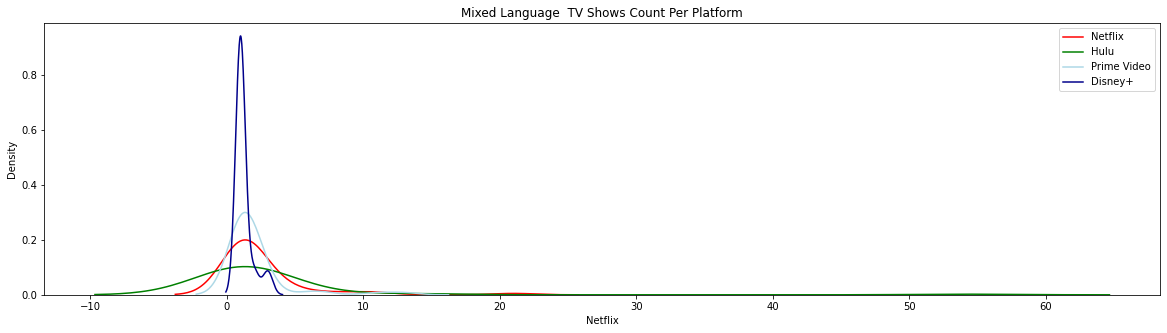 Mixed Language  TV Shows Count Per Platform
Netflix
Hulu
Prime Video
Disney+
Density
0.8
0.6
0.4
0.2
0.0
−10 0 10 20 30 40 50 60
Netflix